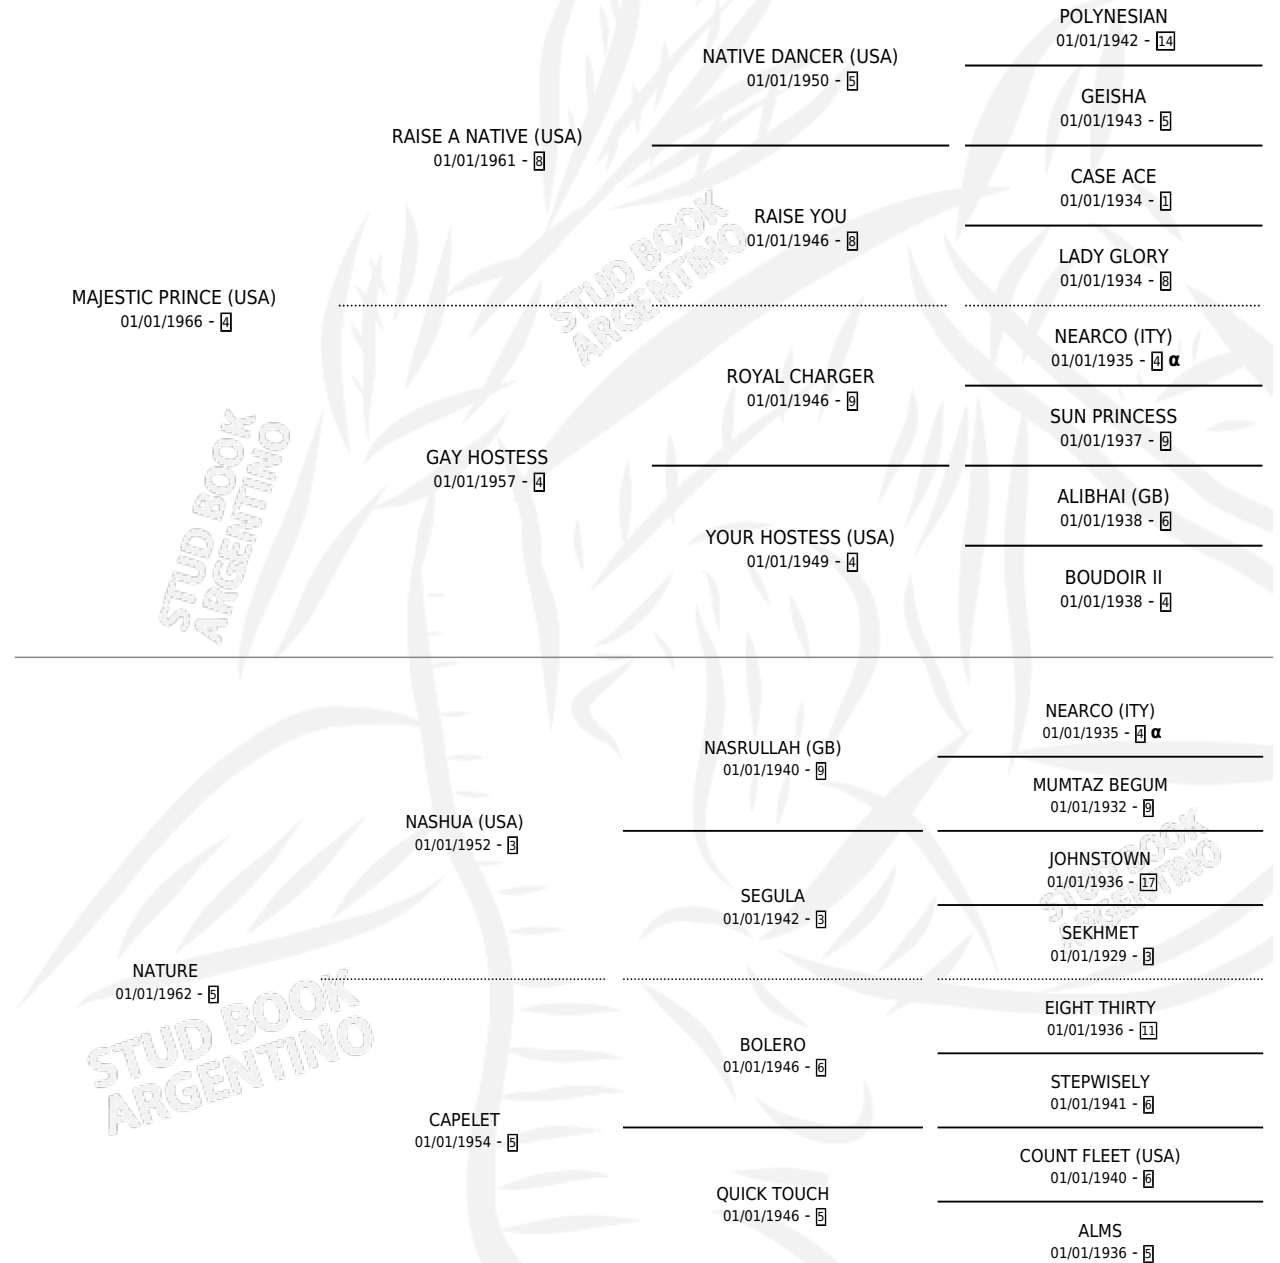 POLYNESIAN
01/01/1942 - 14
NATIVE DANCER (USA)
01/01/1950 - 5
GEISHA
01/01/1943 - 5
RAISE A NATIVE (USA)
01/01/1961 - 8
CASE ACE
01/01/1934 - 1
RAISE YOU
01/01/1946 - 8
LADY GLORY
01/01/1934 - 8
STUD BOOK
ARGENTINO
MAJESTIC PRINCE (USA)
01/01/1966 - 4
NEARCO (ITY)
01/01/1935 - 4 α
ROYAL CHARGER
01/01/1946 - 9
SUN PRINCESS
01/01/1937 - 9
GAY HOSTESS
01/01/1957 - 4
ALIBHAI (GB)
01/01/1938 - 6
YOUR HOSTESS (USA)
01/01/1949 - 4
BOUDOIR II
01/01/1938 - 4
STUD BOOK
ARGENTINO
NEARCO (ITY)
01/01/1935 - 4 α
NASRULLAH (GB)
01/01/1940 - 9
MUMTAZ BEGUM
01/01/1932 - 9
NASHUA (USA)
01/01/1952 - 3
JOHNSTOWN
01/01/1936 - 17
SEGULA
01/01/1942 - 3
SEKHMET
01/01/1929 - 3
STUD BOOK
ARGENTINO
NATURE
01/01/1962 - 5
EIGHT THIRTY
01/01/1936 - 11
BOLERO
01/01/1946 - 6
STEPWISELY
01/01/1941 - 6
STUD BOOK
ARGENTINO
CAPELET
01/01/1954 - 5
COUNT FLEET (USA)
01/01/1940 - 6
QUICK TOUCH
01/01/1946 - 5
ALMS
01/01/1936 - 5